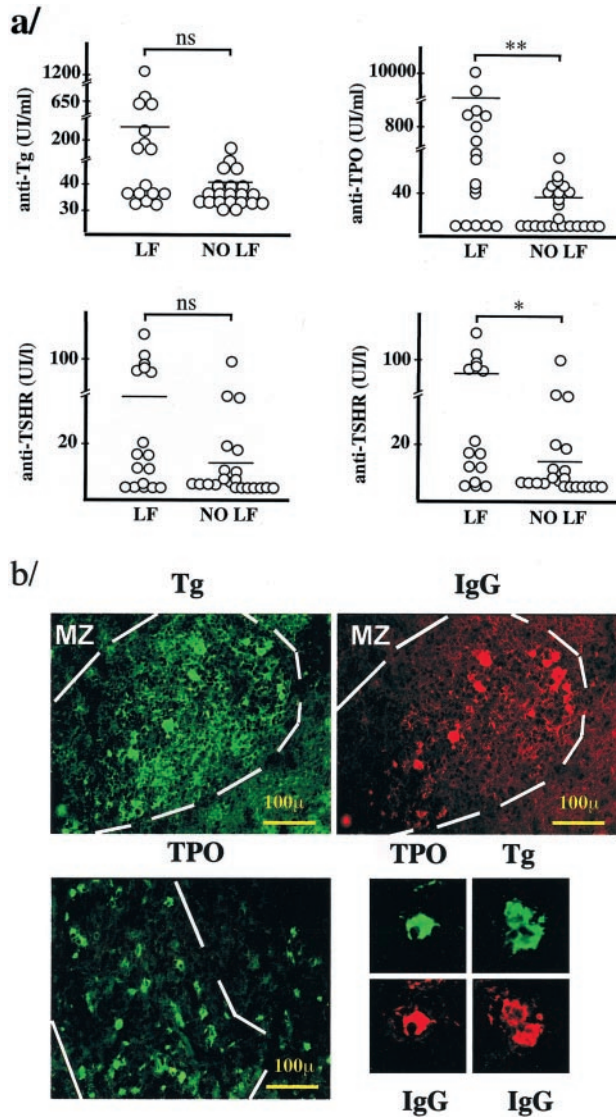 a/
ns
1200
650
200
40
30
anti-Tg (UI/ml)
LF NO LF
**
10000
800
40
anti-TPO (UI/ml)
LF NO LF
ns
100
20
anti-TSHR (UI/l)
LF NO LF
*
100
20
anti-TSHR (UI/l)
LF NO LF
b/
Tg IgG
MZ MZ
100µ 100µ
TPO TPO Tg
100µ
IgG IgG